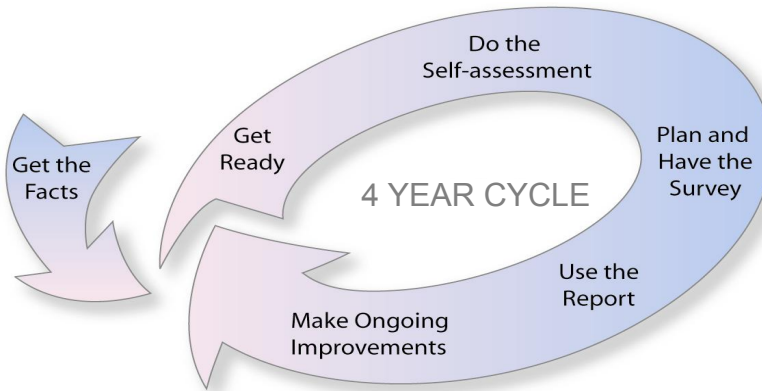 Get the
Facts
Get
Ready
Do the
Self-assessment
Plan and
Have the
Survey
Use the
Report
Make Ongoing
Improvements
4 YEAR CYCLE